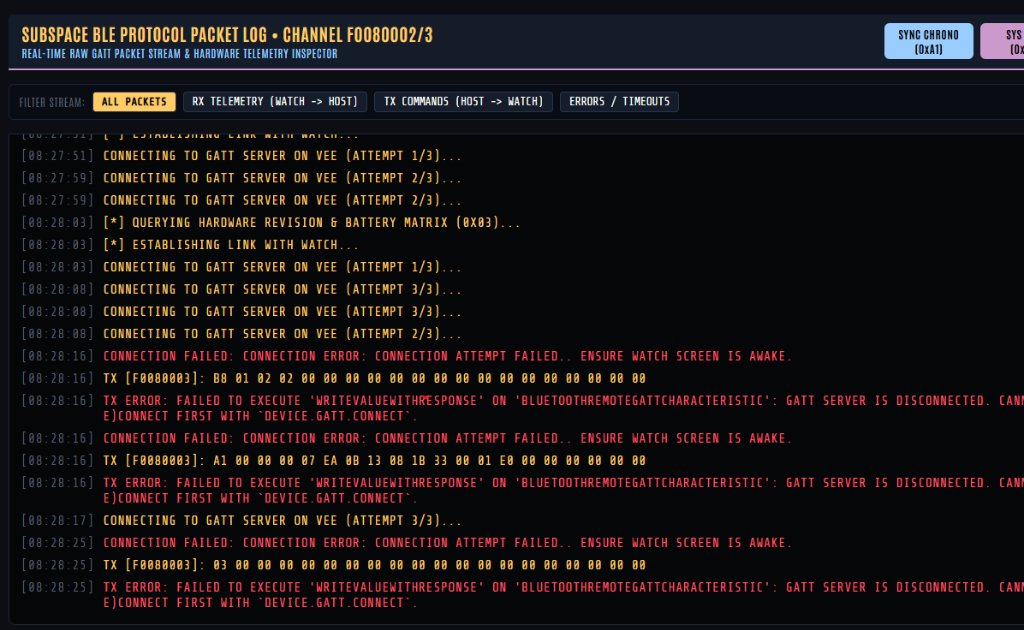 SUBSPACE BLE PROTOCOL PACKET LOG • CHANNEL F0080002/3
REAL-TIME RAW GATT PACKET STREAM & HARDWARE TELEMETRY INSPECTOR
SYNC CHRONO
(0xA1)
SYS
(0x
FILTER STREAM:
ALL PACKETS
RX TELEMETRY (WATCH -> HOST)
TX COMMANDS (HOST -> WATCH)
ERRORS / TIMEOUTS
[08:27:51] [*] ESTABLISHING LINK WITH WATCH...
[08:27:51] CONNECTING TO GATT SERVER ON VEE (ATTEMPT 1/3)...
[08:27:59] CONNECTING TO GATT SERVER ON VEE (ATTEMPT 2/3)...
[08:27:59] CONNECTING TO GATT SERVER ON VEE (ATTEMPT 2/3)...
[08:28:03] [*] QUERYING HARDWARE REVISION & BATTERY MATRIX (0X03)...
[08:28:03] [*] ESTABLISHING LINK WITH WATCH...
[08:28:03] CONNECTING TO GATT SERVER ON VEE (ATTEMPT 1/3)...
[08:28:08] CONNECTING TO GATT SERVER ON VEE (ATTEMPT 3/3)...
[08:28:08] CONNECTING TO GATT SERVER ON VEE (ATTEMPT 3/3)...
[08:28:08] CONNECTING TO GATT SERVER ON VEE (ATTEMPT 2/3)...
[08:28:16] CONNECTION FAILED: CONNECTION ERROR: CONNECTION ATTEMPT FAILED.. ENSURE WATCH SCREEN IS AWAKE.
[08:28:16] TX [F0080003]: B8 01 02 02 00 00 00 00 00 00 00 00 00 00 00 00 00 00 00 00
[08:28:16] TX ERROR: FAILED TO EXECUTE 'WRITEVALUEWITHRESPONSE' ON 'BLUETOOTHREMOTEGATTCHARACTERISTIC': GATT SERVER IS DISCONNECTED. CANN
E)CONNECT FIRST WITH `DEVICE.GATT.CONNECT`.
[08:28:16] CONNECTION FAILED: CONNECTION ERROR: CONNECTION ATTEMPT FAILED.. ENSURE WATCH SCREEN IS AWAKE.
[08:28:16] TX [F0080003]: A1 00 00 00 07 EA 0B 13 08 1B 33 00 01 E0 00 00 00 00 00 00
[08:28:16] TX ERROR: FAILED TO EXECUTE 'WRITEVALUEWITHRESPONSE' ON 'BLUETOOTHREMOTEGATTCHARACTERISTIC': GATT SERVER IS DISCONNECTED. CANN
E)CONNECT FIRST WITH `DEVICE.GATT.CONNECT`.
[08:28:17] CONNECTING TO GATT SERVER ON VEE (ATTEMPT 3/3)...
[08:28:25] CONNECTION FAILED: CONNECTION ERROR: CONNECTION ATTEMPT FAILED.. ENSURE WATCH SCREEN IS AWAKE.
[08:28:25] TX [F0080003]: 03 00 00 00 00 00 00 00 00 00 00 00 00 00 00 00 00 00 00 00
[08:28:25] TX ERROR: FAILED TO EXECUTE 'WRITEVALUEWITHRESPONSE' ON 'BLUETOOTHREMOTEGATTCHARACTERISTIC': GATT SERVER IS DISCONNECTED. CANN
E)CONNECT FIRST WITH `DEVICE.GATT.CONNECT`.